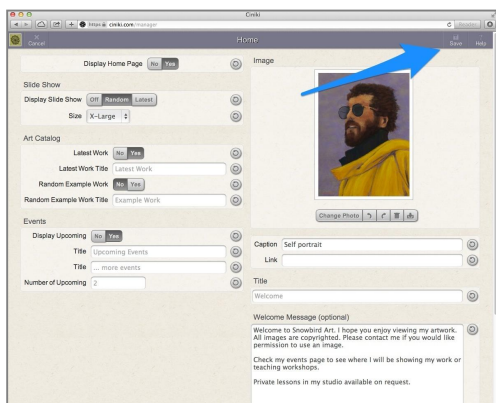 Ciniki
https ciniki.com/manager
Reader
Cancel
Home
Save
Help
Display Home Page No Yes
Slide Show
Display Slide Show Off Random Latest
Size X-Large
Art Catalog
Latest Work No Yes
Latest Work Title Latest Work
Random Example Work No Yes
Random Example Work Title Example Work
Events
Display Upcoming No Yes
Title Upcoming Events
Title ... more events
Number of Upcoming 2
Image
Change Photo
Caption Self portrait
Link
Title
Welcome
Welcome Message (optional)
Welcome to Snowbird Art. I hope you enjoy viewing my artwork.
All images are copyrighted. Please contact me if you would like
permission to use an image.
Check my events page to see where I will be showing my work or
teaching workshops.
Private lessons in my studio available on request.